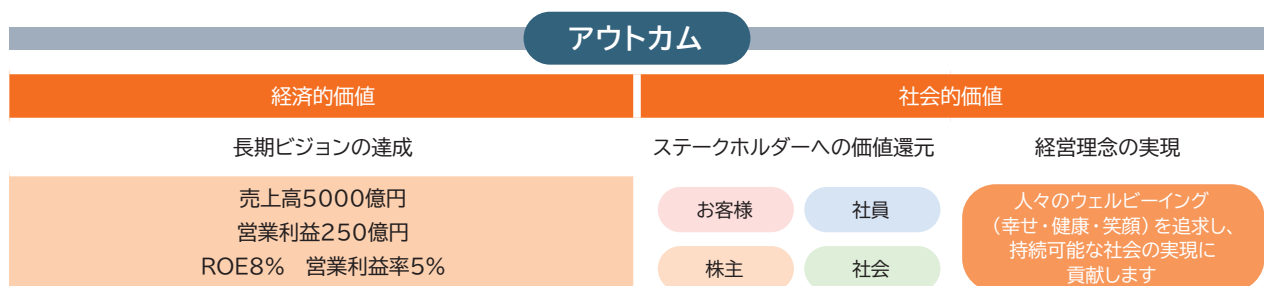 アウトカム
経済的価値
社会的価値
長期ビジョンの達成
ステークホルダーへの価値還元
経営理念の実現
売上高5000億円
営業利益250億円
ROE8%　営業利益率5%
お客様
社員
株主
社会
人々のウェルビーイング
（幸せ・健康・笑顔）を追求し、
持続可能な社会の実現に
貢献します